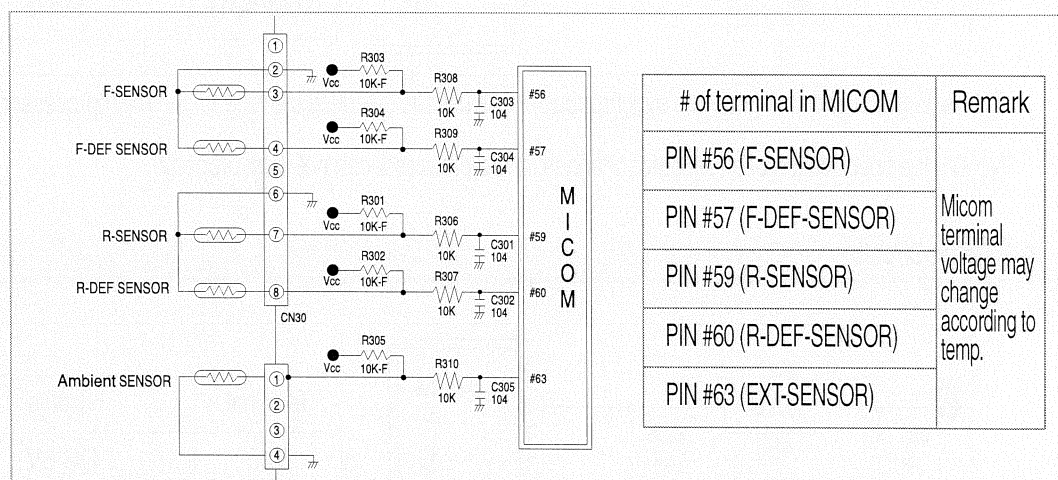 ①
②
③
④
⑤
⑥
⑦
⑧
CN30
F-SENSOR
F-DEF SENSOR
R-SENSOR
R-DEF SENSOR
Ambient SENSOR
①
②
③
④
R303
Vcc
10K-F
R308
10K
C303
104
#56
R304
Vcc
10K-F
R309
10K
C304
104
#57
R301
Vcc
10K-F
R306
10K
C301
104
#59
R302
Vcc
10K-F
R307
10K
C302
104
#60
R305
Vcc
10K-F
R310
10K
C305
104
#63
MICOM
# of terminal in MICOM
Remark
PIN #56 (F-SENSOR)
PIN #57 (F-DEF-SENSOR)
PIN #59 (R-SENSOR)
PIN #60 (R-DEF-SENSOR)
PIN #63 (EXT-SENSOR)
Micom
terminal
voltage may
change
according to
temp.